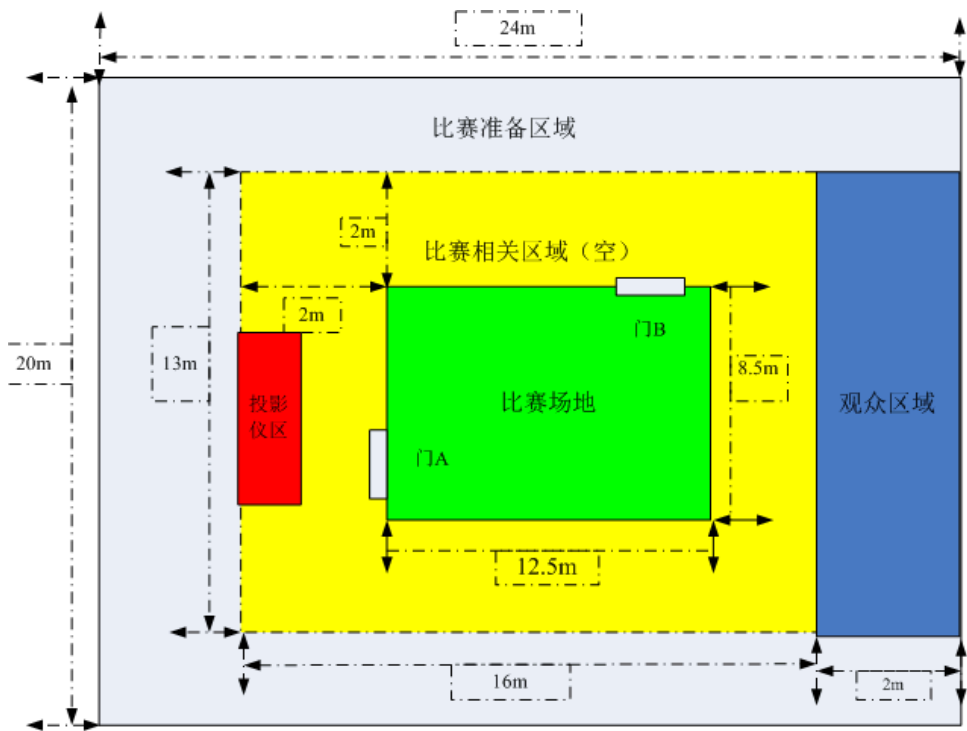 24m
比赛准备区域
2m
比赛相关区域（空）
2m
门B
20m
13m
8.5m
投影
仪区
比赛场地
观众区域
门A
12.5m
16m
2m